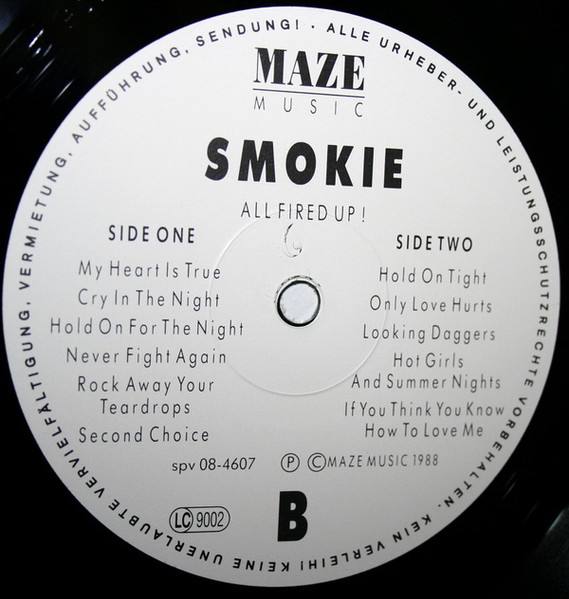 MAZE
MUSIC
SMOKIE
ALL FIRED UP!
SIDE ONE
My Heart Is True
Cry In The Night
Hold On For The Night
Never Fight Again
Rock Away Your
Teardrops
Second Choice
SIDE TWO
Hold On Tight
Only Love Hurts
Looking Daggers
Hot Girls
And Summer Nights
If You Think You Know
How To Love Me
spv 08-4607 Ⓟ ©MAZE MUSIC 1988
LC 9002
B
ALLE URHEBER- UND LEISTUNGSSCHUTZRECHTE VORBEHALTEN. KEIN VERLEIH! KEINE UNERLAUBTE VERVIELFÄLTIGUNG, VERMIETUNG, AUFFÜHRUNG, SENDUNG! ·